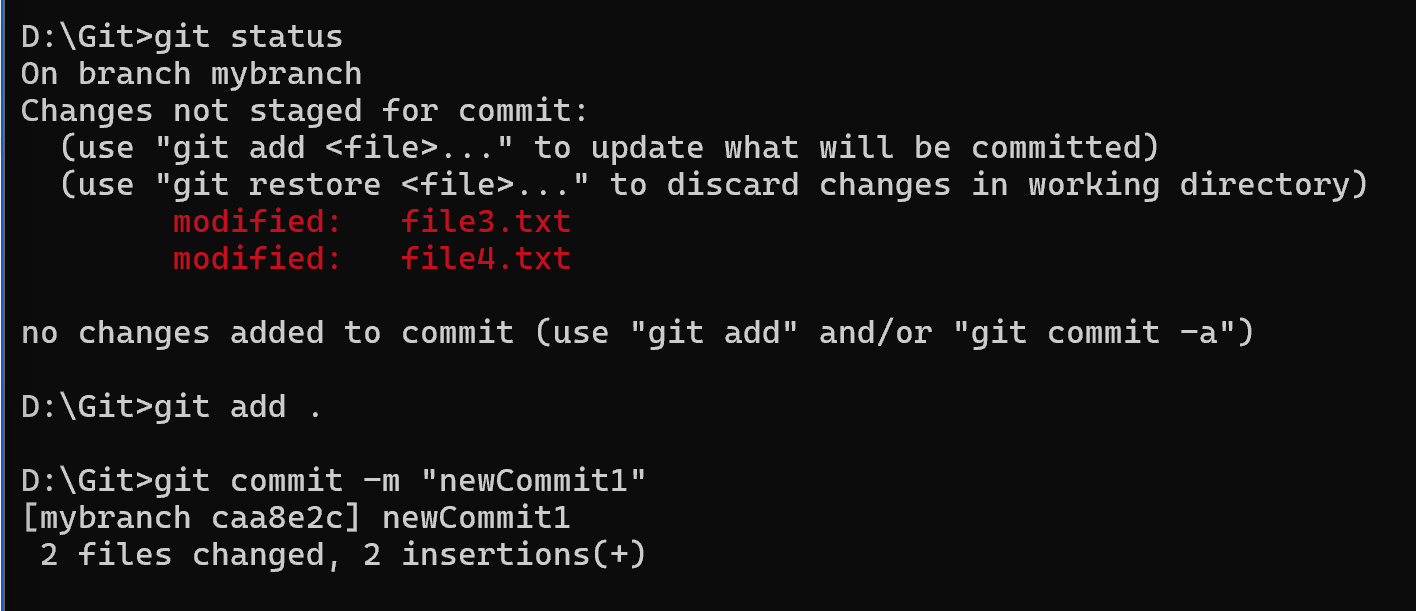 D:\Git>git status
On branch mybranch
Changes not staged for commit:
  (use "git add <file>..." to update what will be committed)
  (use "git restore <file>..." to discard changes in working directory)
        modified:   file3.txt
        modified:   file4.txt

no changes added to commit (use "git add" and/or "git commit -a")

D:\Git>git add .

D:\Git>git commit -m "newCommit1"
[mybranch caa8e2c] newCommit1
 2 files changed, 2 insertions(+)